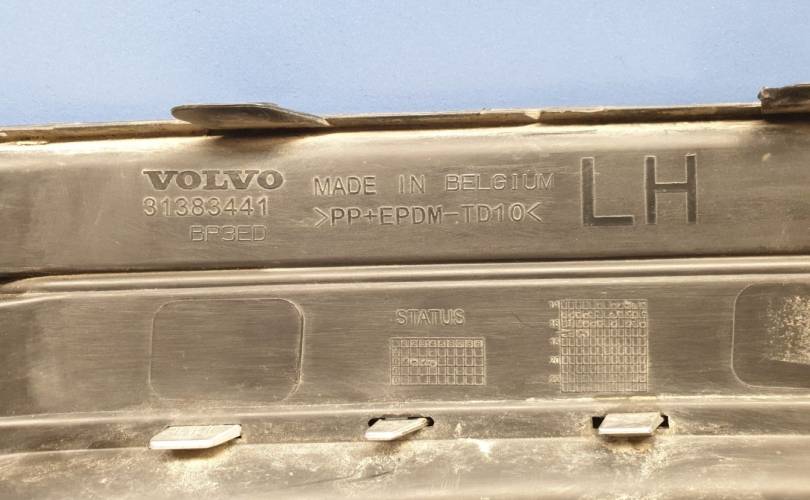 VOLVO
31383441
BP3ED
MADE IN BELGIUM
>PP+EPDM-TD10<
LH
STATUS